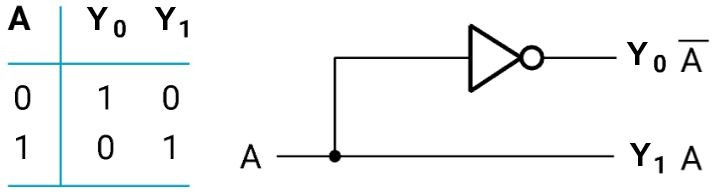 A Y₀ Y₁
0 1 0
1 0 1
Y₀ A̅
A Y₁ A